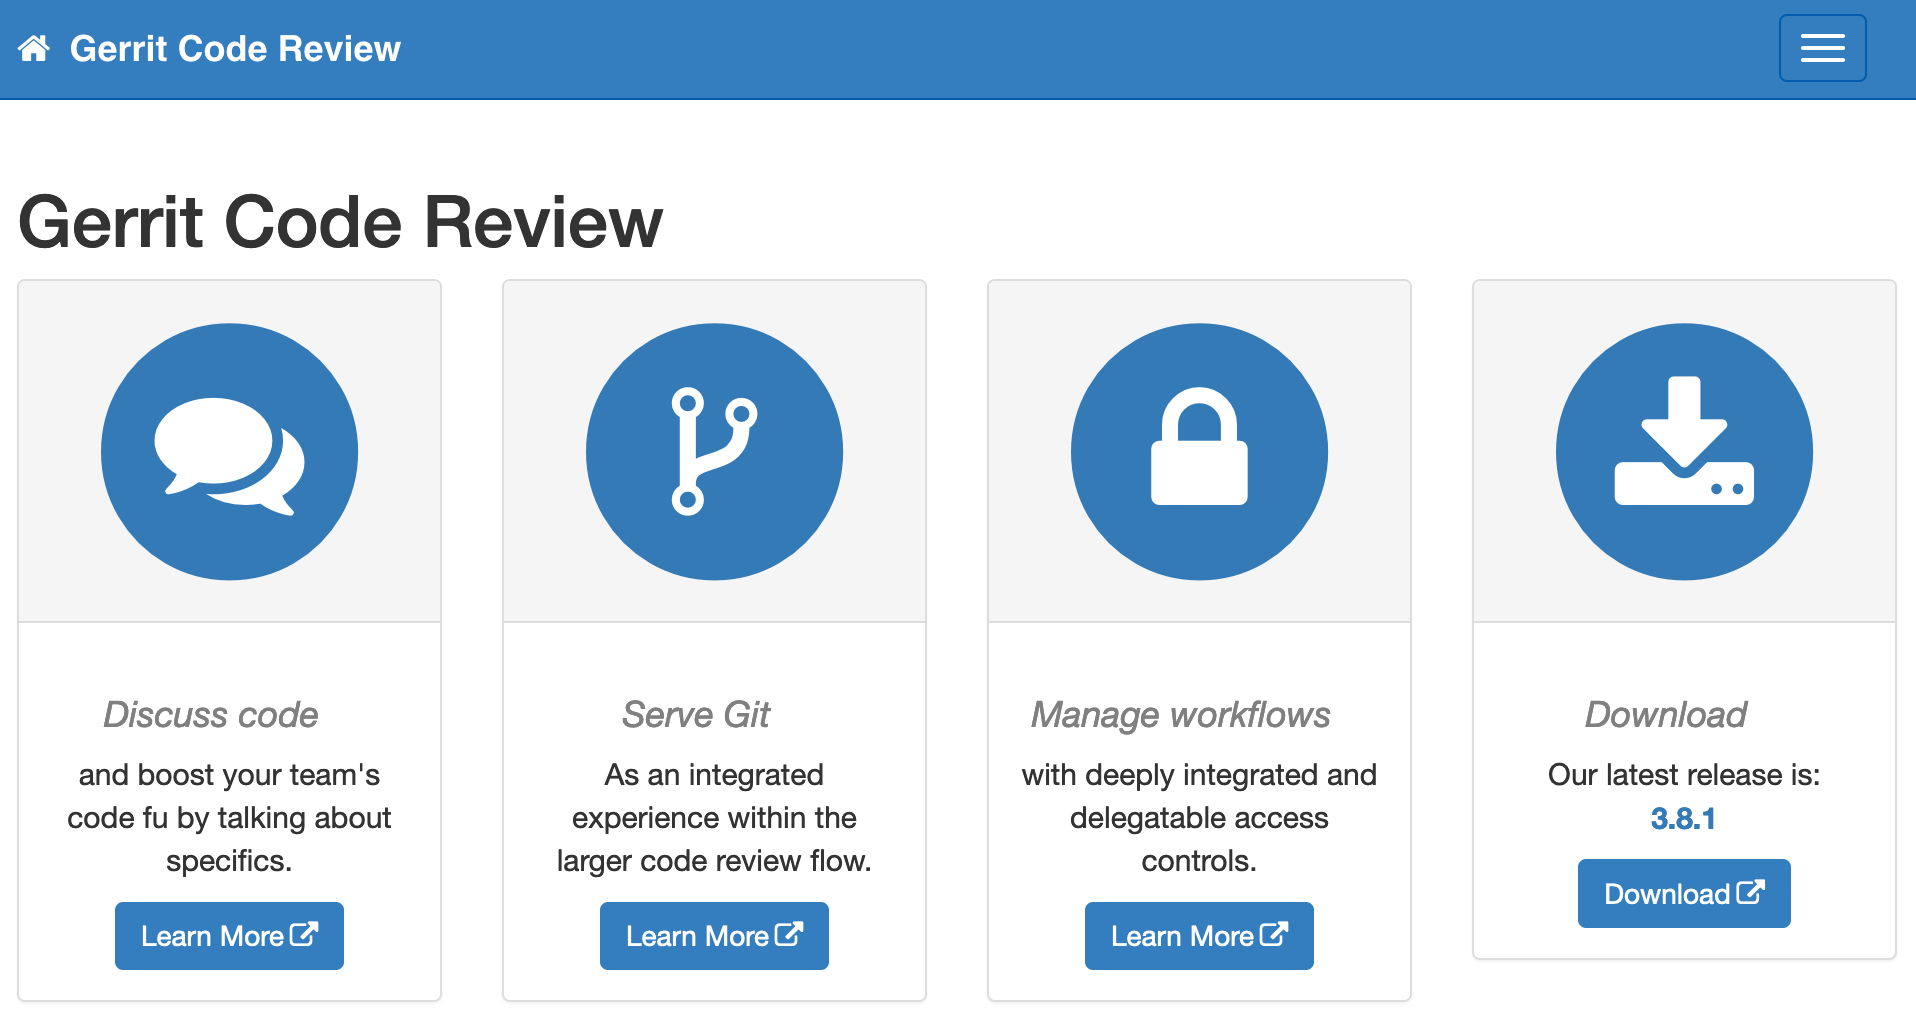 Gerrit Code Review
Gerrit Code Review
Discuss code
and boost your team's
code fu by talking about
specifics.
Learn More
Serve Git
As an integrated
experience within the
larger code review flow.
Learn More
Manage workflows
with deeply integrated and
delegatable access
controls.
Learn More
Download
Our latest release is:
3.8.1
Download